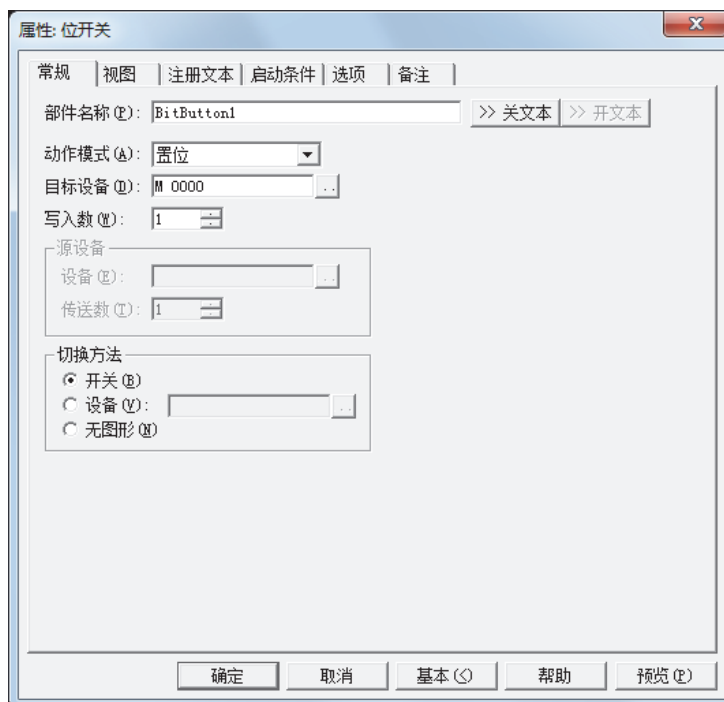 属性: 位开关
常规 视图 注册文本 启动条件 选项 备注
部件名称(P): BitButton1 >> 关文本 >> 开文本
动作模式(A): 置位
目标设备(D): M 0000 ..
写入数(W): 1
源设备
设备(E): ..
传送数(T): 1
切换方法
开关(B)
设备(V): ..
无图形(N)
确定 取消 基本(<) 帮助 预览(P)